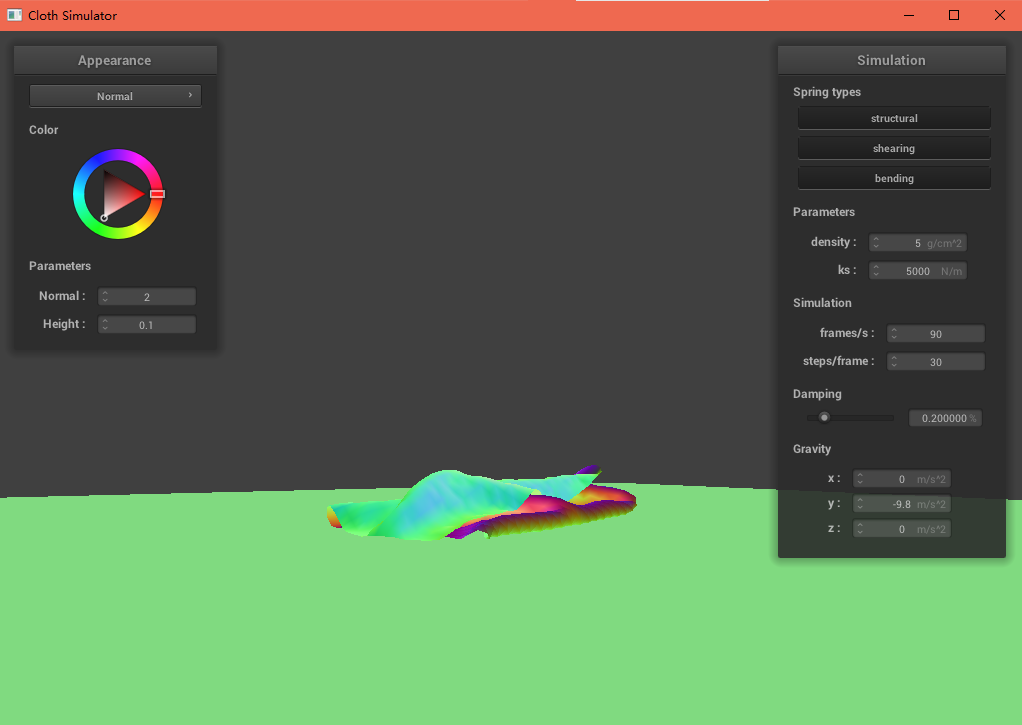 Cloth Simulator
Appearance
Normal
Color
Parameters
Normal : 2
Height : 0.1
Simulation
Spring types
structural
shearing
bending
Parameters
density : 5 g/cm^2
ks : 5000 N/m
Simulation
frames/s : 90
steps/frame : 30
Damping
0.200000 %
Gravity
x : 0 m/s^2
y : -9.8 m/s^2
z : 0 m/s^2